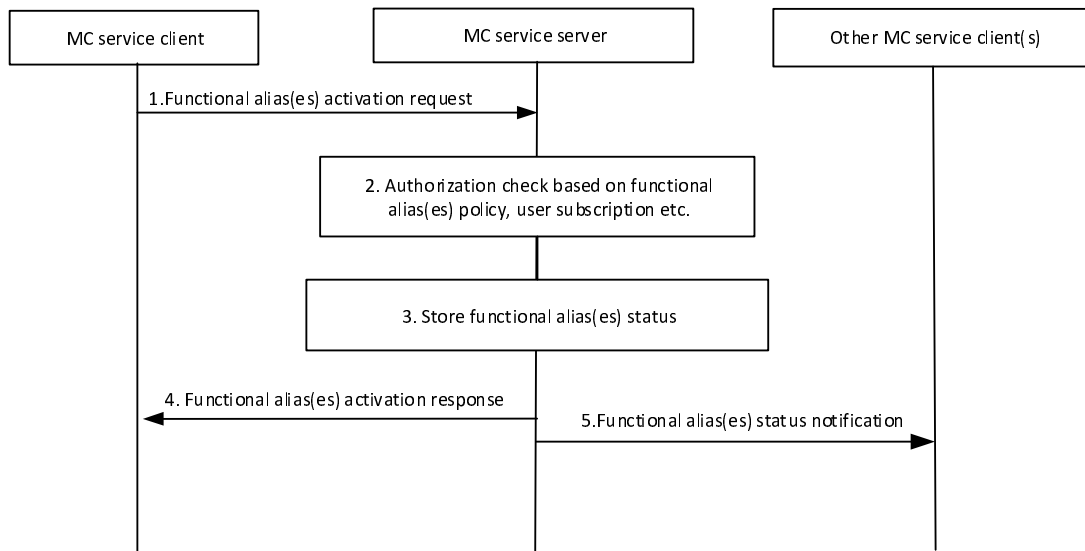 MC service client
MC service server
Other MC service client(s)
1.Functional alias(es) activation request
2. Authorization check based on functional
alias(es) policy, user subscription etc.
3. Store functional alias(es) status
4. Functional alias(es) activation response
5.Functional alias(es) status notification